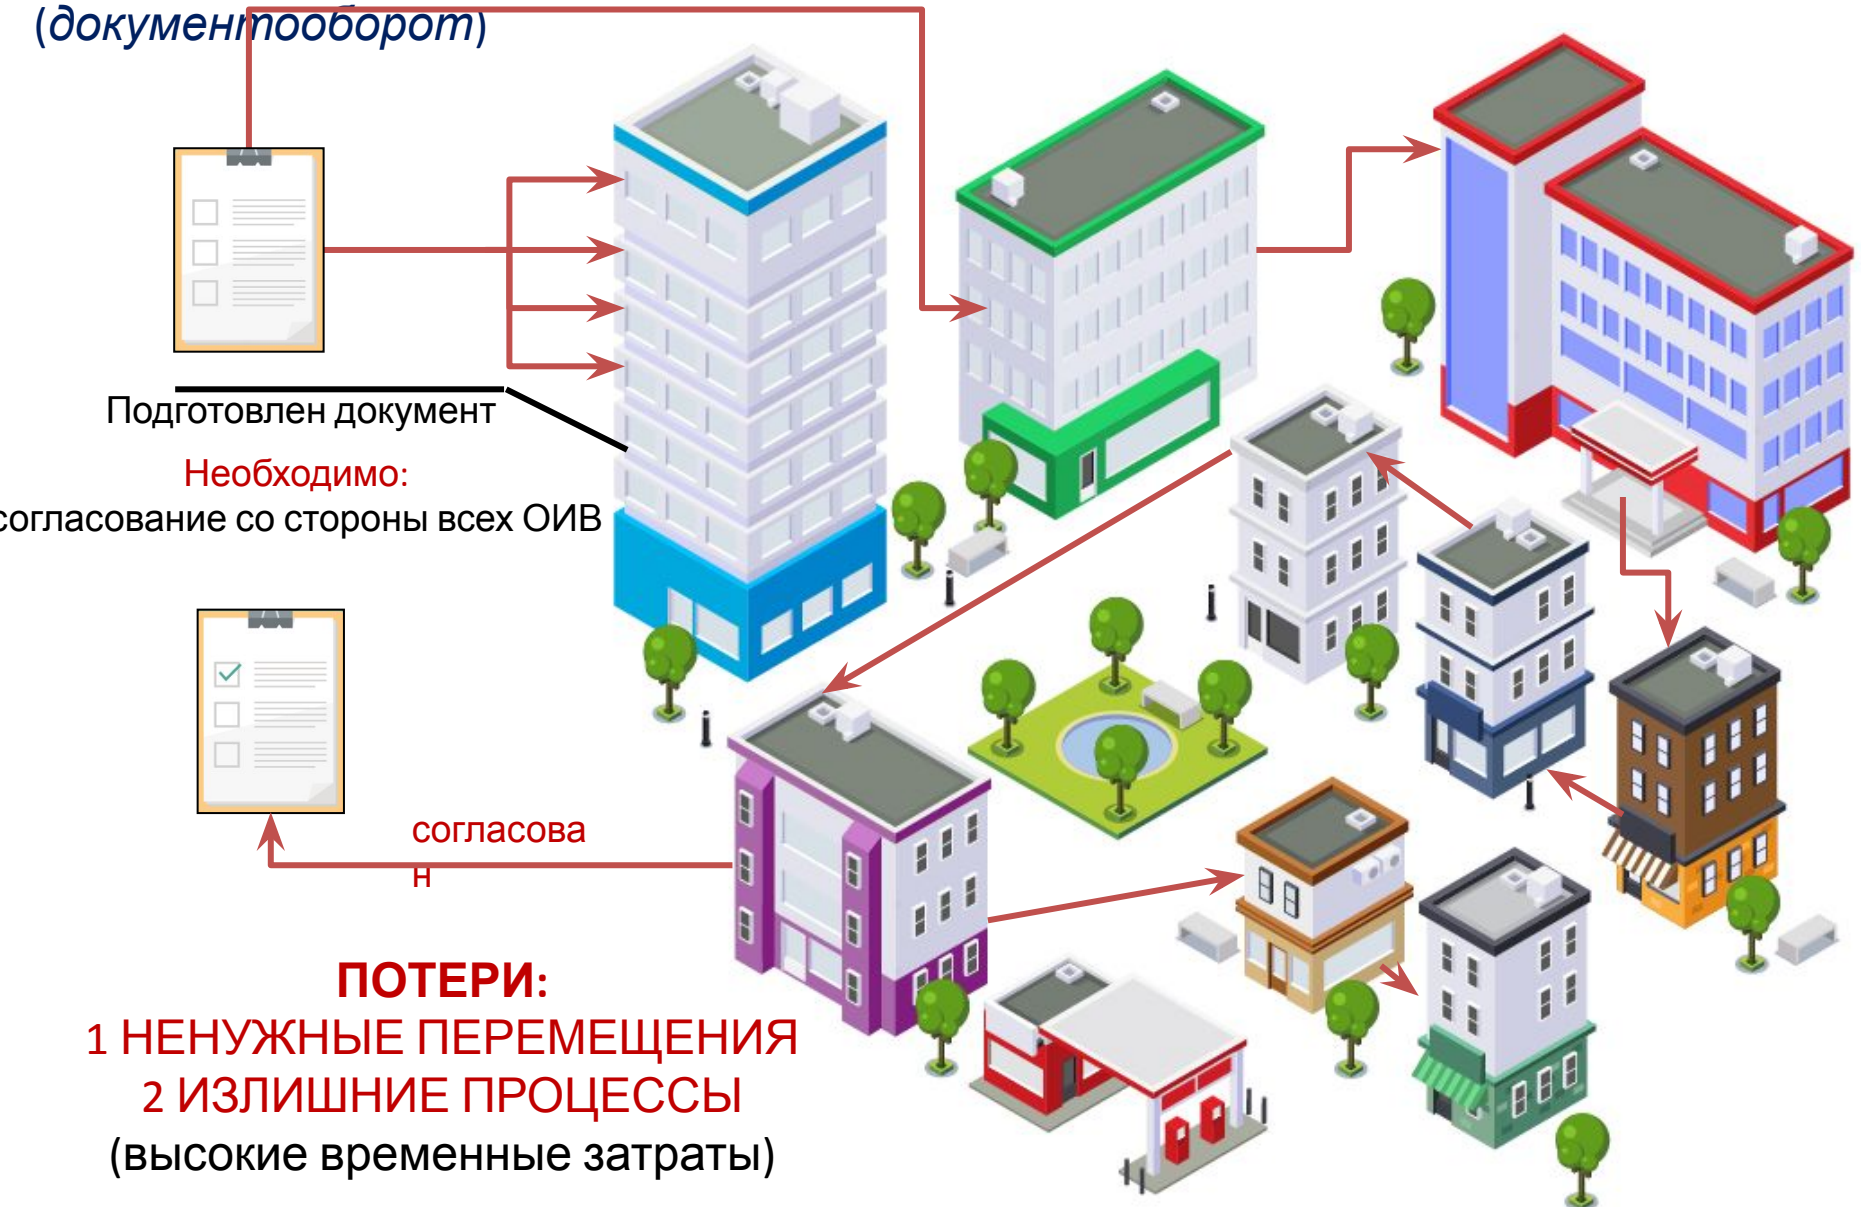 (документооборот)
Подготовлен документ
Необходимо:
согласование со стороны всех ОИВ
согласова
н
ПОТЕРИ:
1 НЕНУЖНЫЕ ПЕРЕМЕЩЕНИЯ
2 ИЗЛИШНИЕ ПРОЦЕССЫ
(высокие временные затраты)